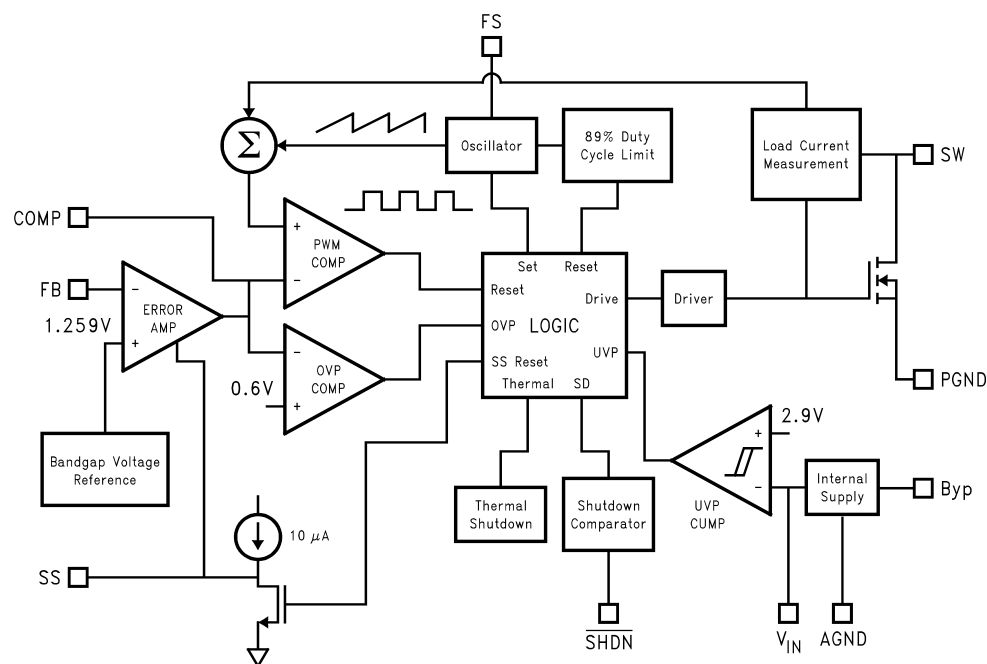 FS
Σ
Oscillator
89% Duty
Cycle Limit
Load Current
Measurement
SW
COMP
+
PWM
COMP
−
Set
Reset
FB
−
ERROR
AMP
1.259V
+
Reset
Drive
Driver
OVP
LOGIC
−
OVP
COMP
0.6V
+
SS Reset
UVP
Thermal
SD
PGND
2.9V
+
−
UVP
CUMP
Bandgap Voltage
Reference
Internal
Supply
Byp
Thermal
Shutdown
Shutdown
Comparator
10 μA
SS
SHDN
VIN
AGND